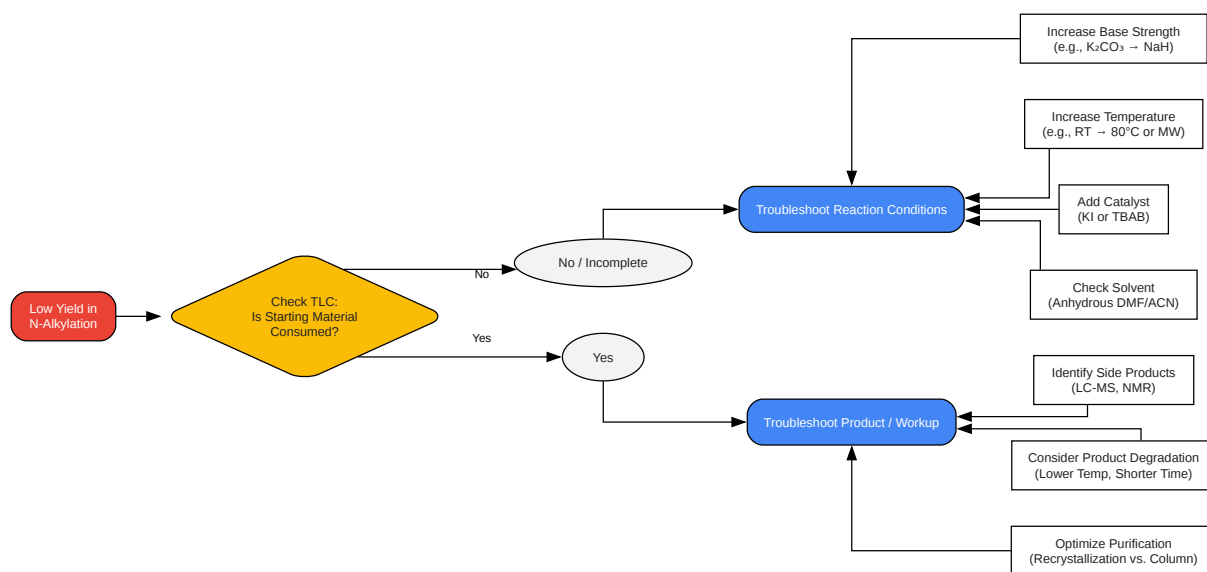 Low Yield in
N-Alkylation
Check TLC:
Is Starting Material
Consumed?
No
Yes
No / Incomplete
Yes
Troubleshoot Reaction Conditions
Troubleshoot Product / Workup
Increase Base Strength
(e.g., K₂CO₃ → NaH)
Increase Temperature
(e.g., RT → 80°C or MW)
Add Catalyst
(KI or TBAB)
Check Solvent
(Anhydrous DMF/ACN)
Identify Side Products
(LC-MS, NMR)
Consider Product Degradation
(Lower Temp, Shorter Time)
Optimize Purification
(Recrystallization vs. Column)